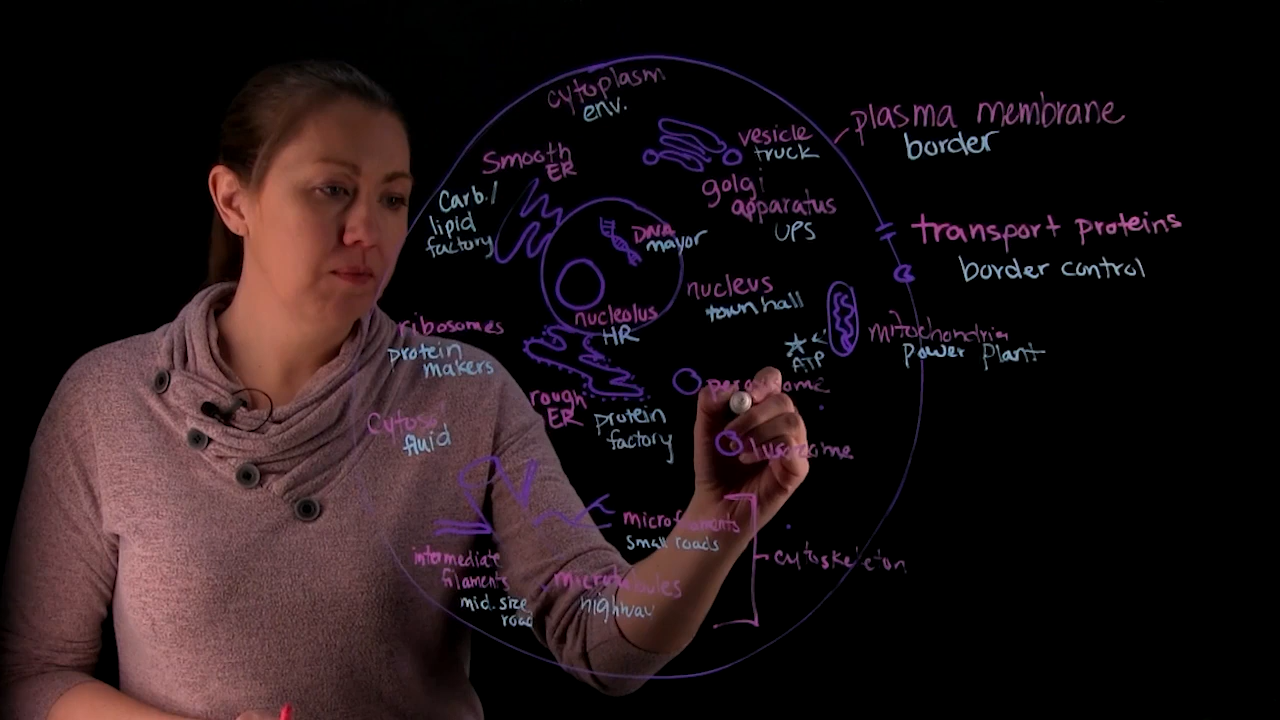 cytoplasm
env.
plasma membrane
border
vesicle
truck
Smooth
ER
golgi
apparatus
UPS
Carb./
lipid
factory
DNA
mayor
transport proteins
border control
nucleus
town hall
nucleolus
HR
ribosomes
protein
makers
mitochondria
power plant
ATP
rough
ER
protein
factory
fluid
microfilaments
small roads
intermediate
filaments
mid. size
road
microtubules
highway
cytoskeleton